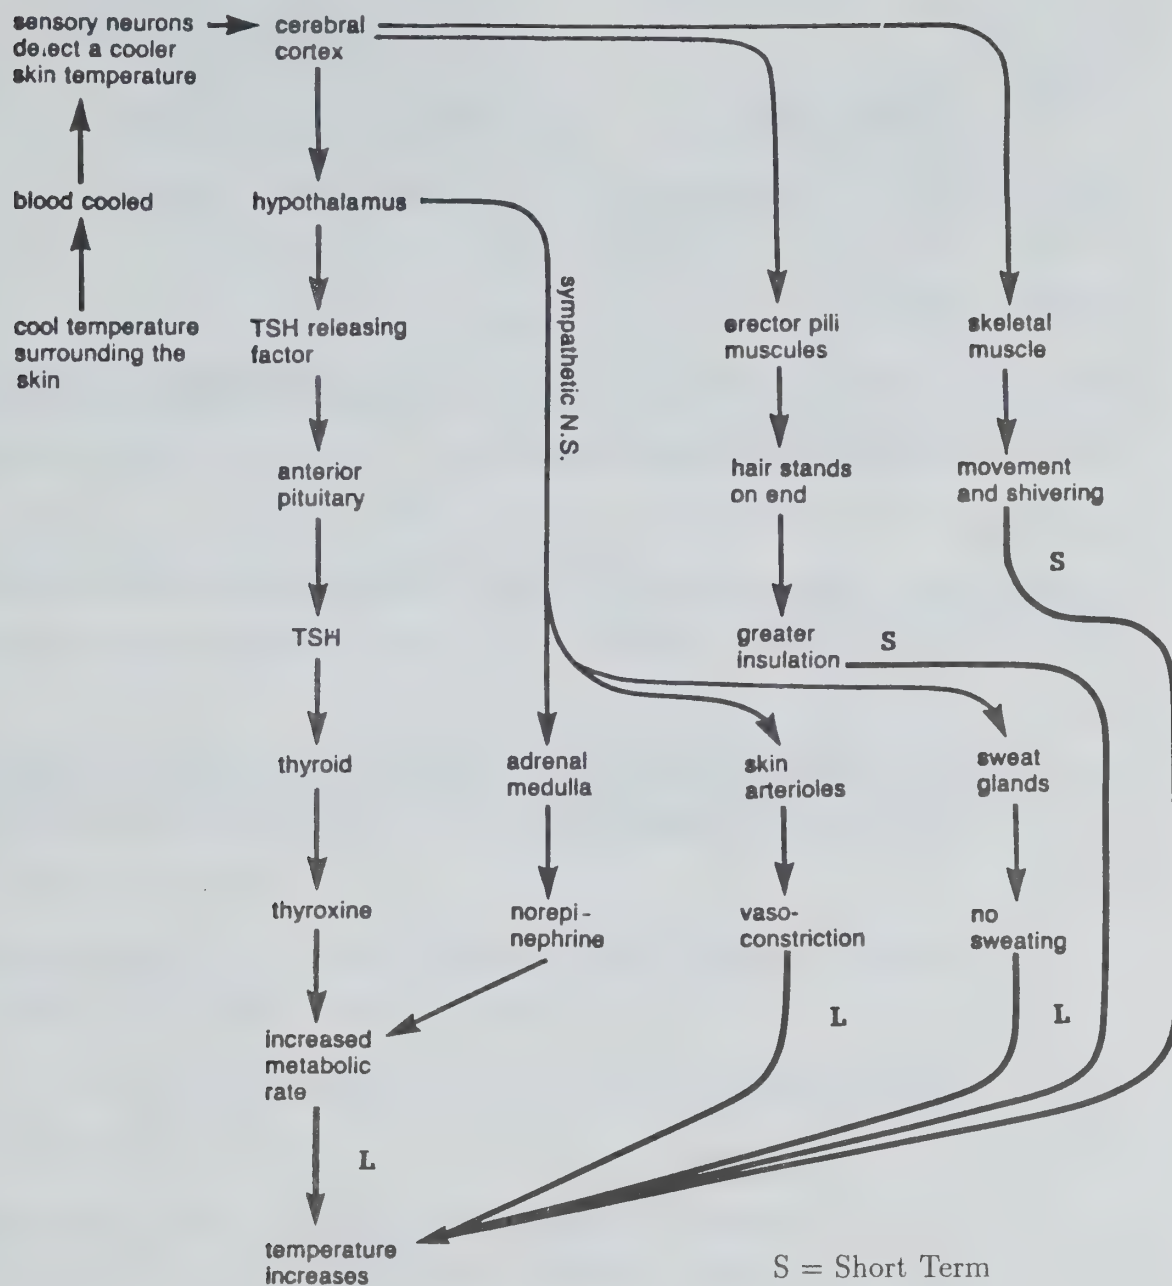 sensory neurons
detect a cooler
skin temperature
cerebral
cortex
blood cooled
hypothalamus
sympathetic N.S.
cool temperature
surrounding the
skin
TSH releasing
factor
erector pili
muscules
skeletal
muscle
anterior
pituitary
hair stands
on end
movement
and shivering
S
TSH
greater
insulation
S
thyroid
adrenal
medulla
skin
arterioles
sweat
glands
thyroxine
norepi-
nephrine
vaso-
constriction
no
sweating
L
L
increased
metabolic
rate
L
temperature
increases
S = Short Term